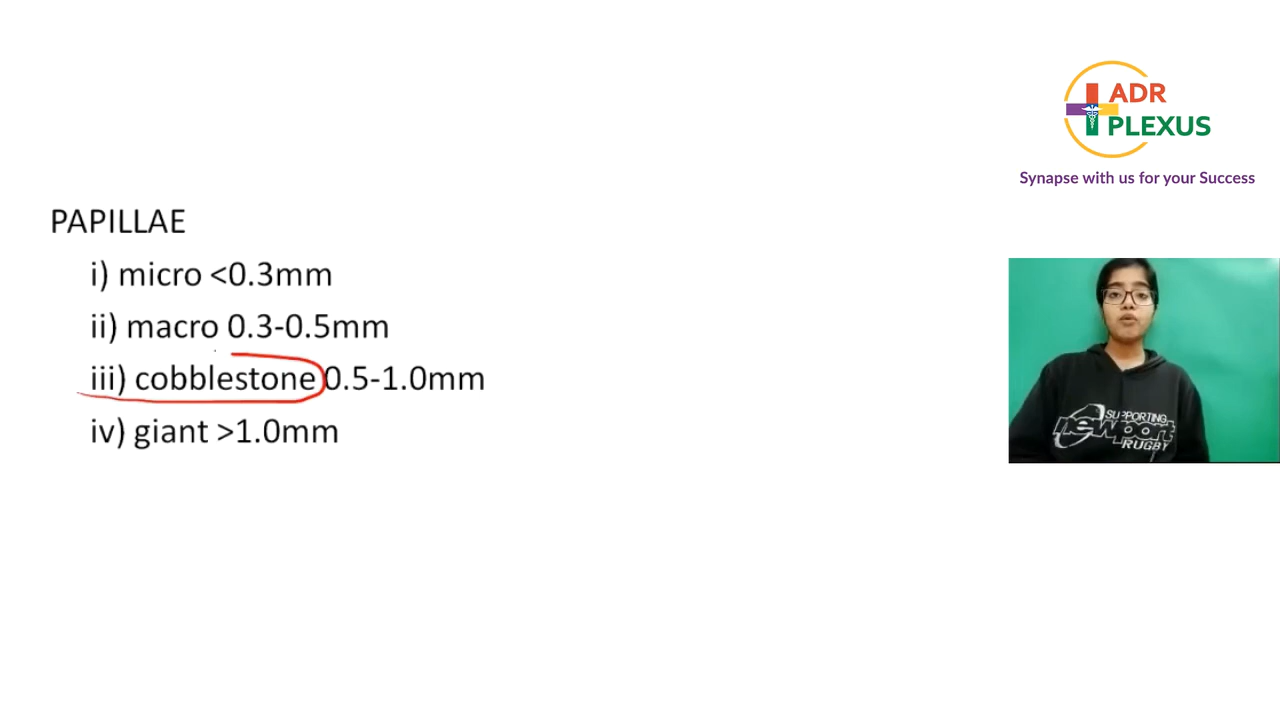 ADR
PLEXUS
Synapse with us for your Success
PAPILLAE
i) micro <0.3mm
ii) macro 0.3-0.5mm
iii) cobblestone 0.5-1.0mm
iv) giant >1.0mm
SUPPORTING
newport
RUGBY